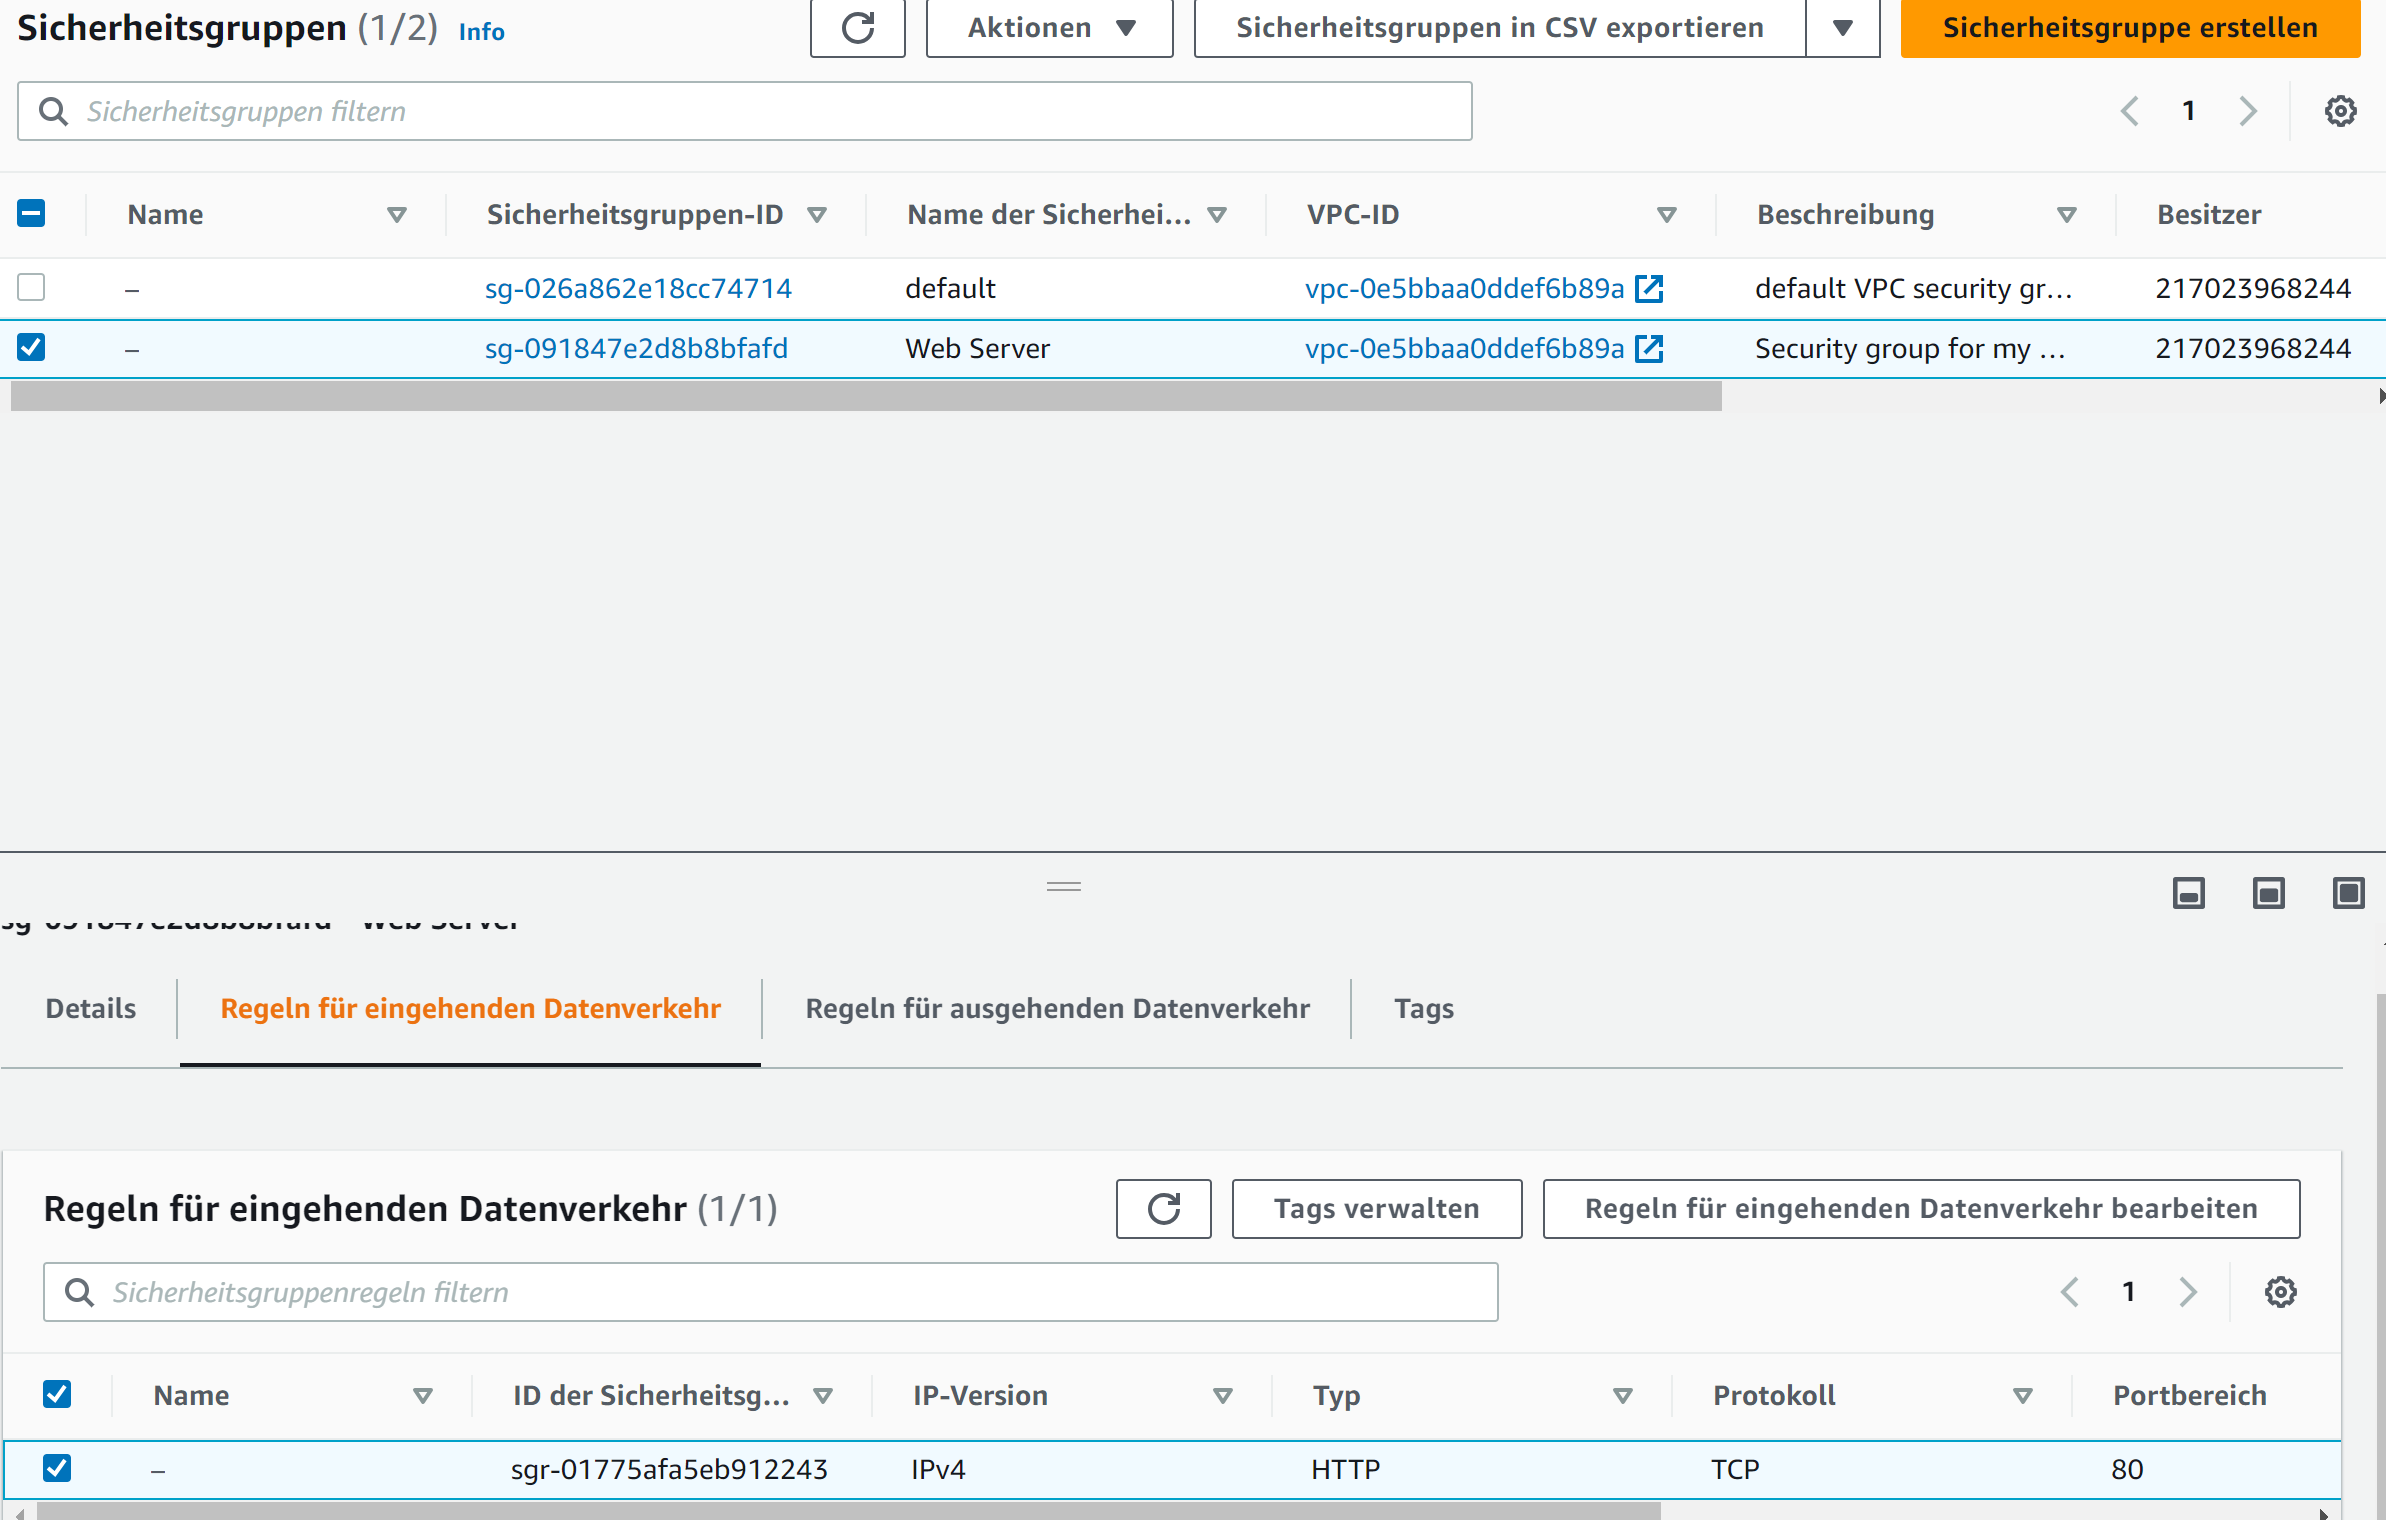 Sicherheitsgruppen (1/2) Info Aktionen Sicherheitsgruppen in CSV exportieren Sicherheitsgruppe erstellen
Sicherheitsgruppen filtern 1
Name Sicherheitsgruppen-ID Name der Sicherhei... VPC-ID Beschreibung Besitzer
– sg-026a862e18cc74714 default vpc-0e5bbaa0ddef6b89a default VPC security gr... 217023968244
– sg-091847e2d8b8bfafd Web Server vpc-0e5bbaa0ddef6b89a Security group for my ... 217023968244
sg-091847e2d8b8bfafd - Web Server
Details Regeln für eingehenden Datenverkehr Regeln für ausgehenden Datenverkehr Tags
Regeln für eingehenden Datenverkehr (1/1) Tags verwalten Regeln für eingehenden Datenverkehr bearbeiten
Sicherheitsgruppenregeln filtern 1
Name ID der Sicherheitsg... IP-Version Typ Protokoll Portbereich
– sgr-01775afa5eb912243 IPv4 HTTP TCP 80